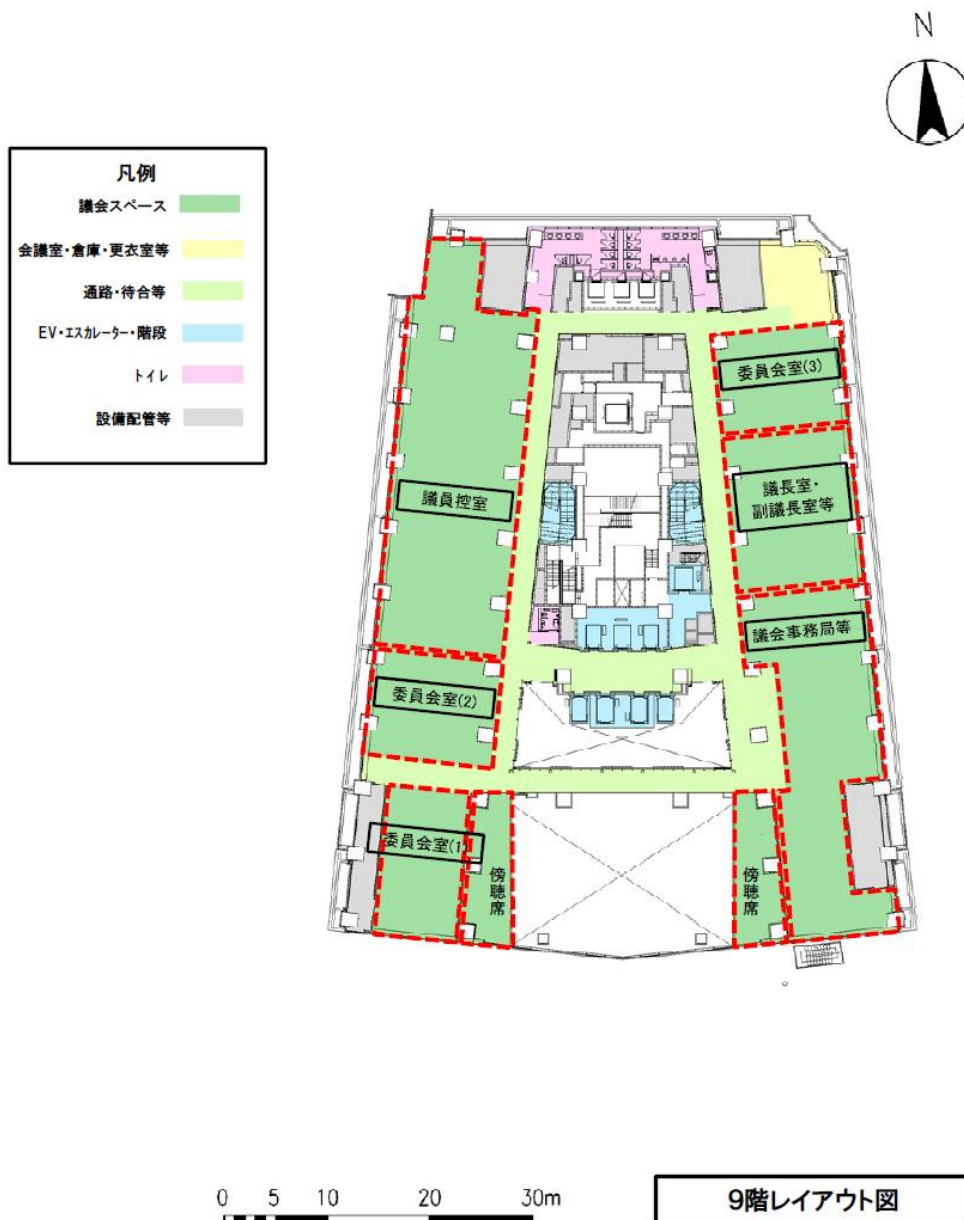 N
凡例
議会スペース
会議室・倉庫・更衣室等
通路・待合等
EV・エスカレーター・階段
トイレ
設備配管等
委員会室(3)
議長室・
副議長室等
議員控室
議会事務局等
委員会室(2)
委員会室(1)
傍聴席
傍聴席
0 5 10 20 30m
9階レイアウト図